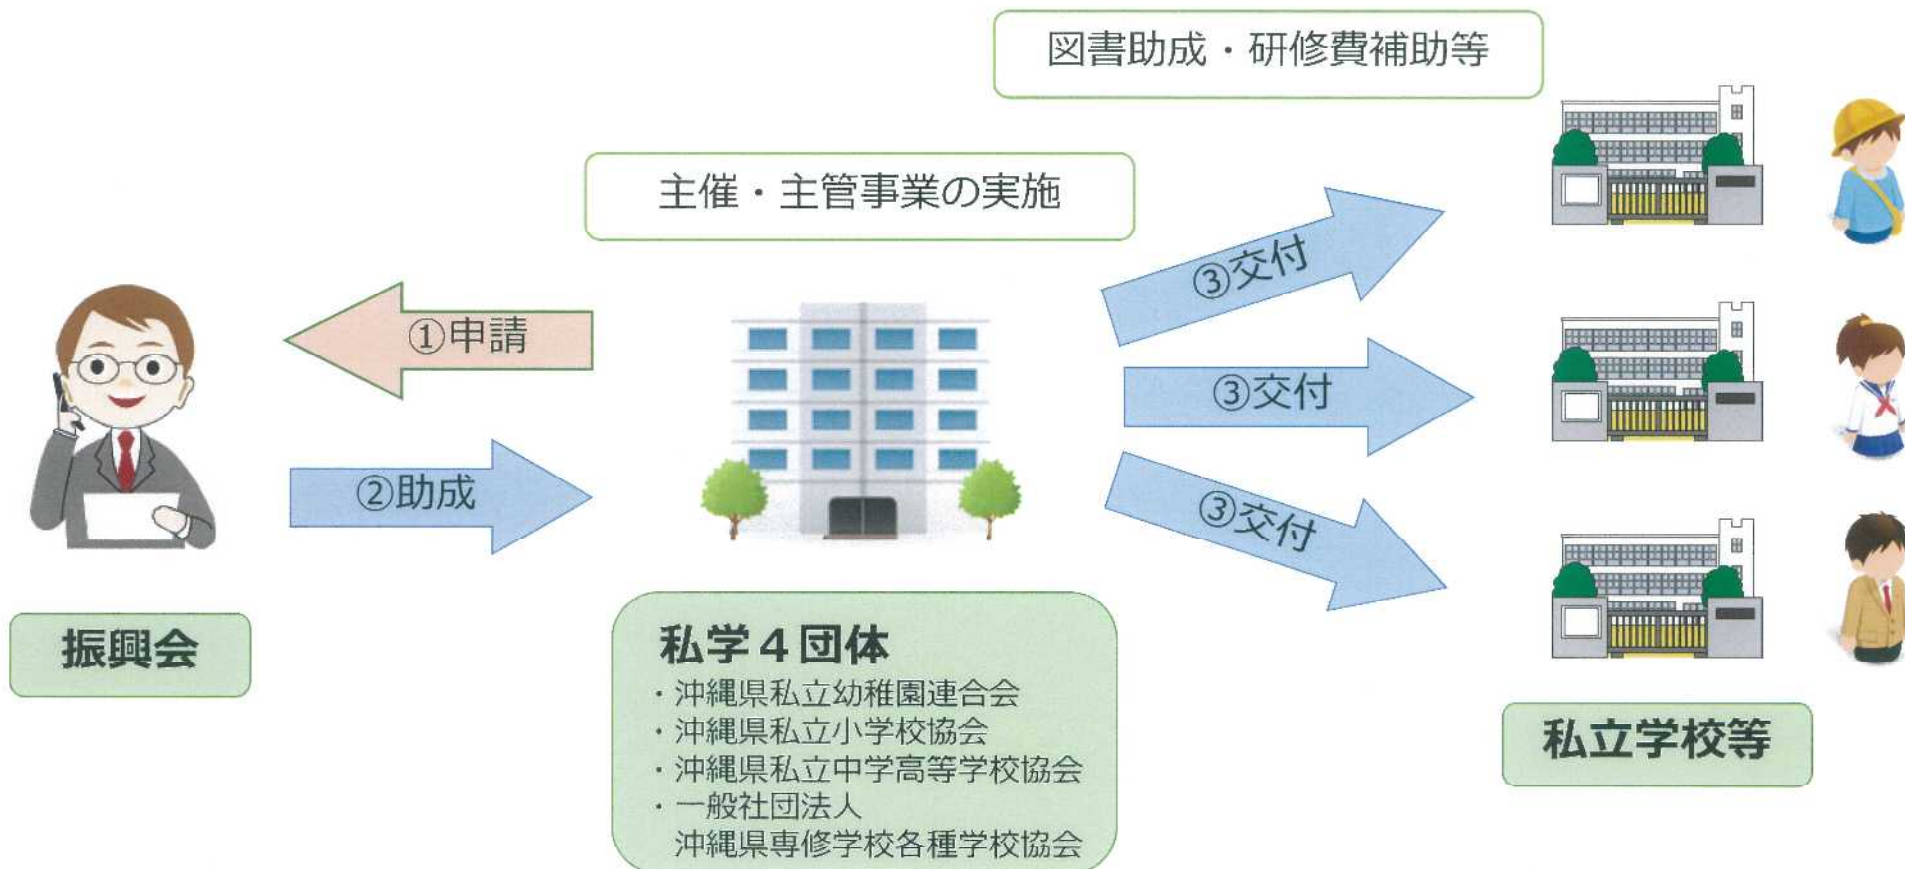 図書助成・研修費補助等
主催・主管事業の実施
①申請
②助成
③交付
③交付
③交付
振興会
私学4団体
・沖縄県私立幼稚園連合会
・沖縄県私立小学校協会
・沖縄県私立中学高等学校協会
・一般社団法人
沖縄県専修学校各種学校協会
私立学校等